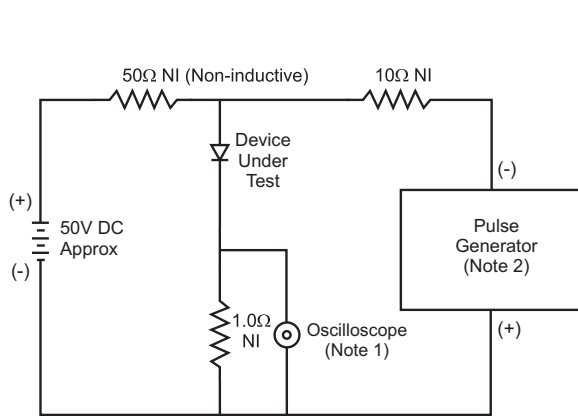 50Ω NI (Non-inductive)
10Ω NI
Device
Under
Test
(-)
(+)
50V DC
Approx
(-)
Pulse
Generator
(Note 2)
1.0Ω
NI
Oscilloscope
(Note 1)
(+)